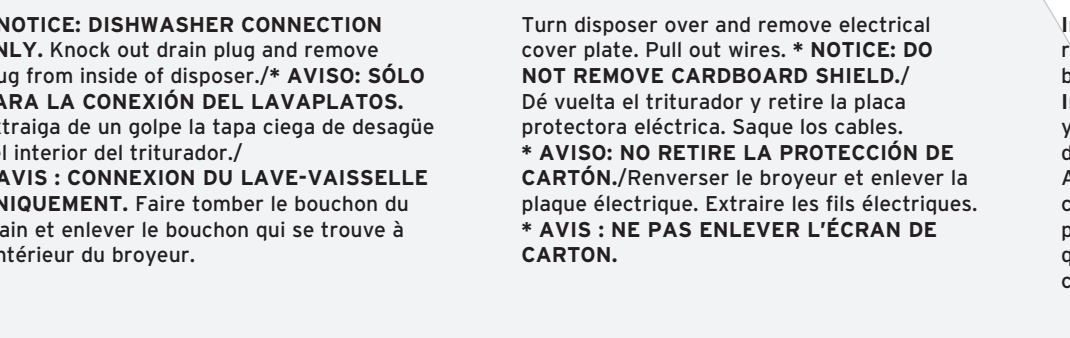 NOTICE: DISHWASHER CONNECTION
NLY. Knock out drain plug and remove
ug from inside of disposer./* AVISO: SÓLO
ARA LA CONEXIÓN DEL LAVAPLATOS.
xtraiga de un golpe la tapa ciega de desagüe
el interior del triturador./
AVIS : CONNEXION DU LAVE-VAISSELLE
NIQUEMENT. Faire tomber le bouchon du
rain et enlever le bouchon qui se trouve à
ntérieur du broyeur.
Turn disposer over and remove electrical
cover plate. Pull out wires. * NOTICE: DO
NOT REMOVE CARDBOARD SHIELD./
Dé vuelta el triturador y retire la placa
protectora eléctrica. Saque los cables.
* AVISO: NO RETIRE LA PROTECCIÓN DE
CARTÓN./Renverser le broyeur et enlever la
plaque électrique. Extraire les fils électriques.
* AVIS : NE PAS ENLEVER L'ÉCRAN DE
CARTON.